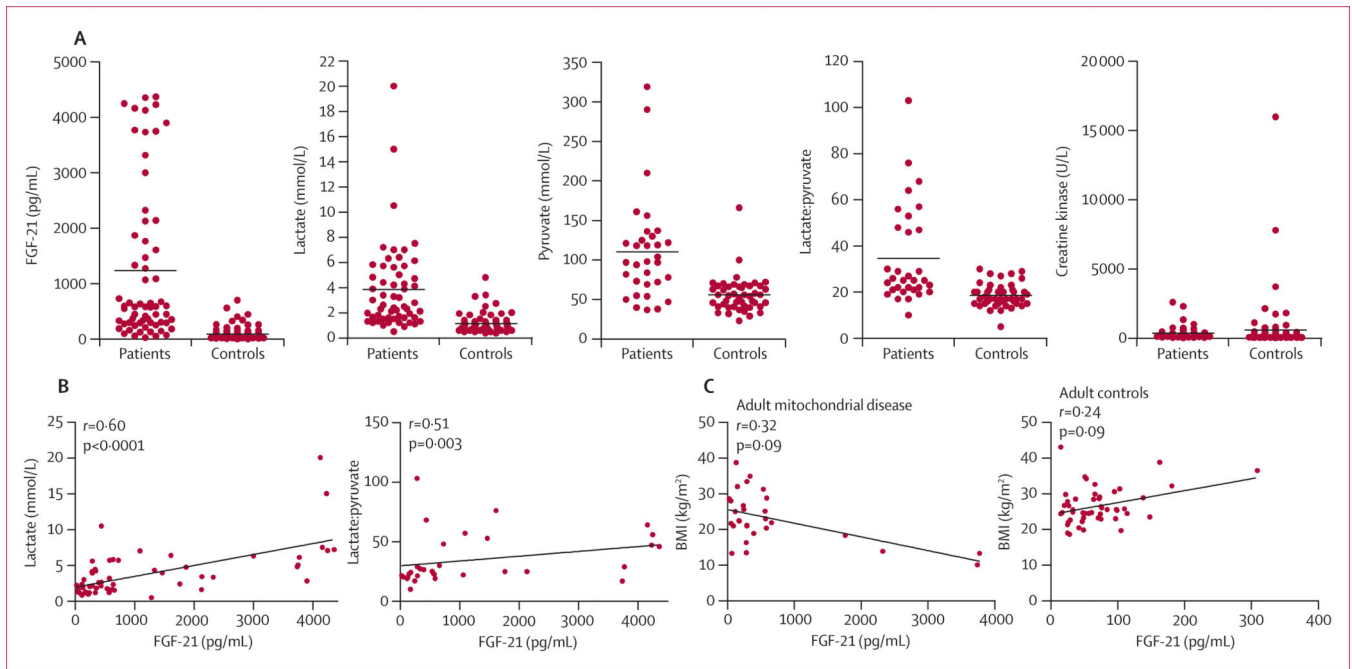 A
FGF-21 (pg/mL)
5000
4000
3000
2000
1000
0
Patients
Controls
Lactate (mmol/L)
22
20
18
16
14
12
10
8
6
4
2
0
Patients
Controls
Pyruvate (mmol/L)
350
300
250
200
150
100
50
0
Patients
Controls
Lactate:pyruvate
120
100
80
60
40
20
0
Patients
Controls
Creatine kinase (U/L)
20 000
15 000
10 000
5000
0
Patients
Controls
B
r=0·60
p<0·0001
Lactate (mmol/L)
25
20
15
10
5
0
0
1000
2000
3000
4000
FGF-21 (pg/mL)
r=0·51
p=0·003
Lactate:pyruvate
150
100
50
0
0
1000
2000
3000
4000
FGF-21 (pg/mL)
C
Adult mitochondrial disease
r=0·32
p=0·09
BMI (kg/m²)
50
40
30
20
10
0
0
1000
2000
3000
4000
FGF-21 (pg/mL)
Adult controls
r=0·24
p=0·09
BMI (kg/m²)
50
40
30
20
10
0
0
100
200
300
400
FGF-21 (pg/mL)